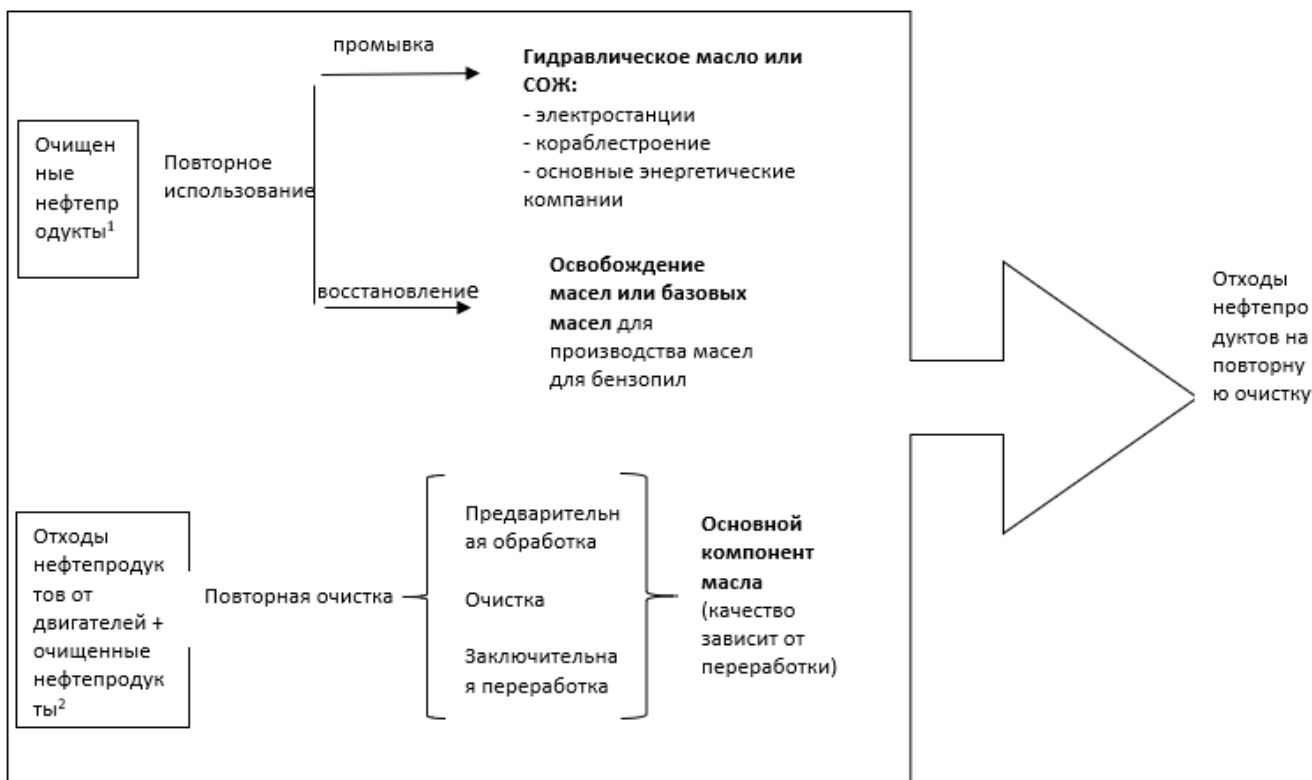 промывка
Гидравлическое масло или
СОЖ:
- электростанции
- кораблестроение
- основные энергетические
компании
Очищен
ные
нефтепр
одукты¹
Повторное
использование
восстановление
Освобождение
масел или базовых
масел для
производства масел
для бензопил
Отходы
нефтепро
дуктов на
повторну
ю очистку
Отходы
нефтепродук
тов от
двигателей +
очищенные
нефтепродук
ты²
Повторная очистка
Предварительн
ая обработка
Очистка
Заключительна
я переработка
Основной
компонент
масла
(качество
зависит от
переработки)